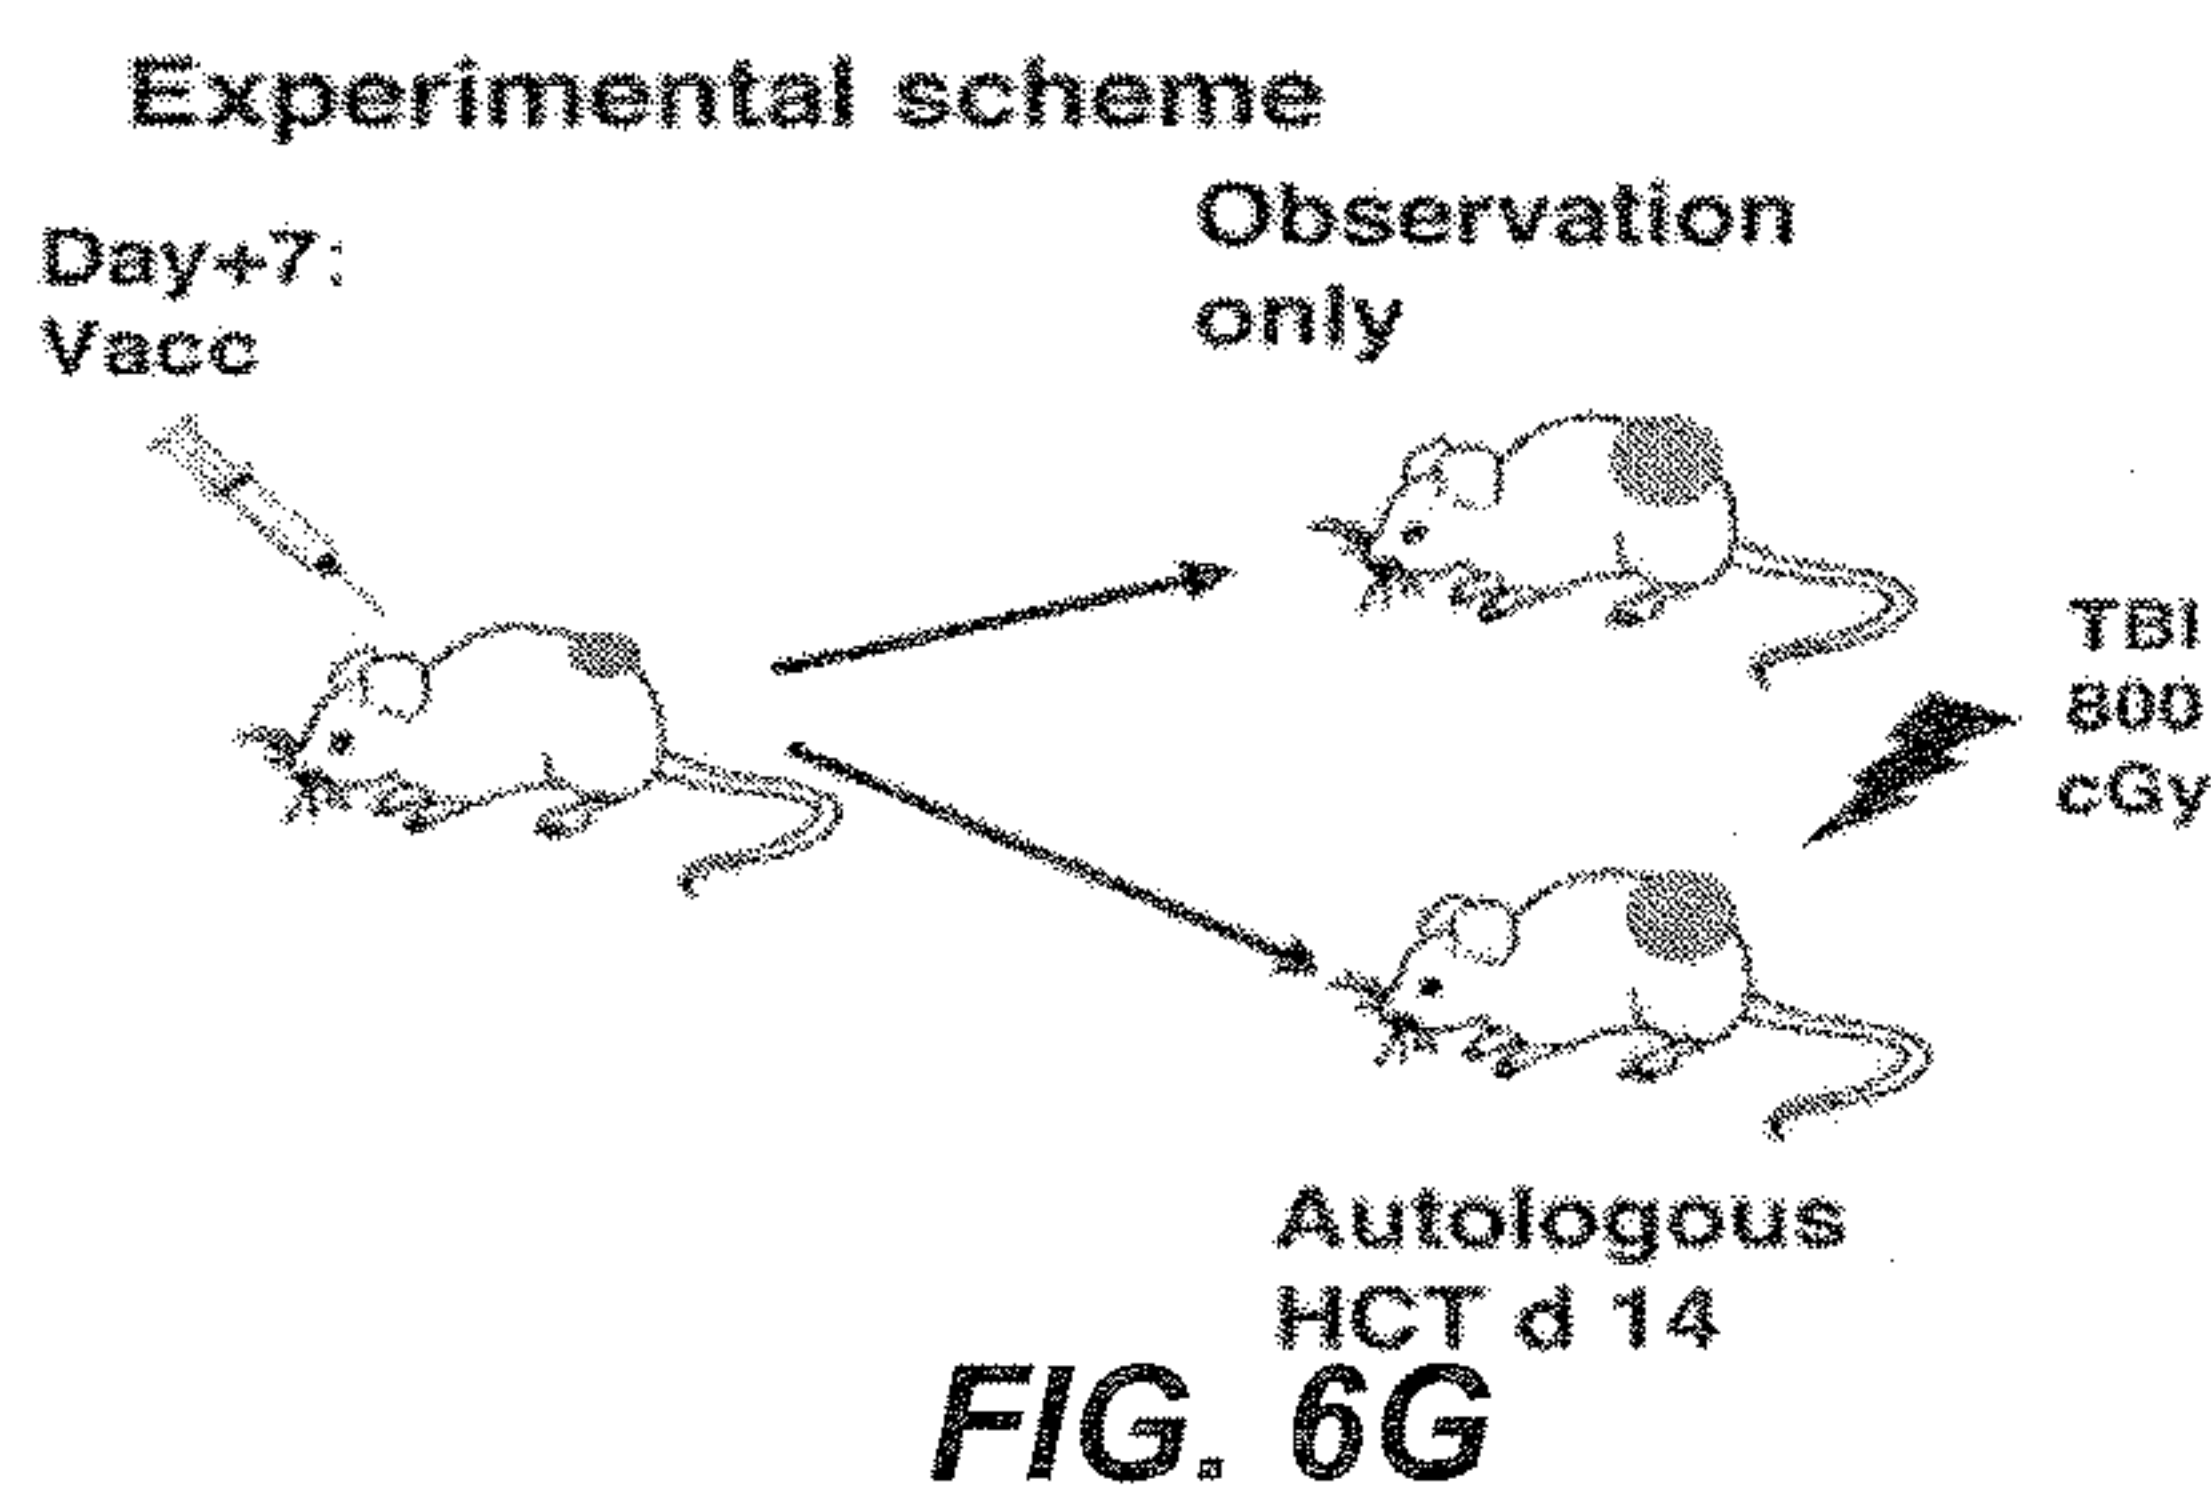 Experimental scheme
Day+7:
Vacc
Observation
only
TBI
800
cGy
Autologous
HCT d 14
FIG. 6G